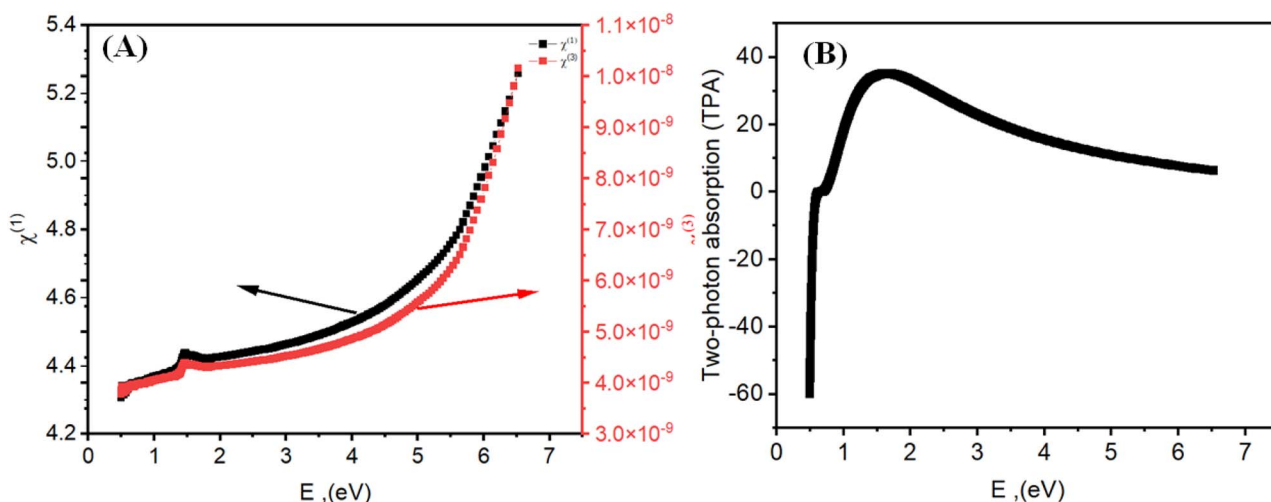 (A)
5.4
5.2
5.0
4.8
4.6
4.4
4.2
χ(1)
0 1 2 3 4 5 6 7
E ,(eV)
1.1×10⁻⁸
1.0×10⁻⁸
9.0×10⁻⁹
8.0×10⁻⁹
7.0×10⁻⁹
6.0×10⁻⁹
5.0×10⁻⁹
4.0×10⁻⁹
3.0×10⁻⁹
χ(1)
χ(3)
(3)
(B)
40
20
0
-20
-40
-60
Two-photon absorption (TPA)
0 1 2 3 4 5 6 7
E ,(eV)